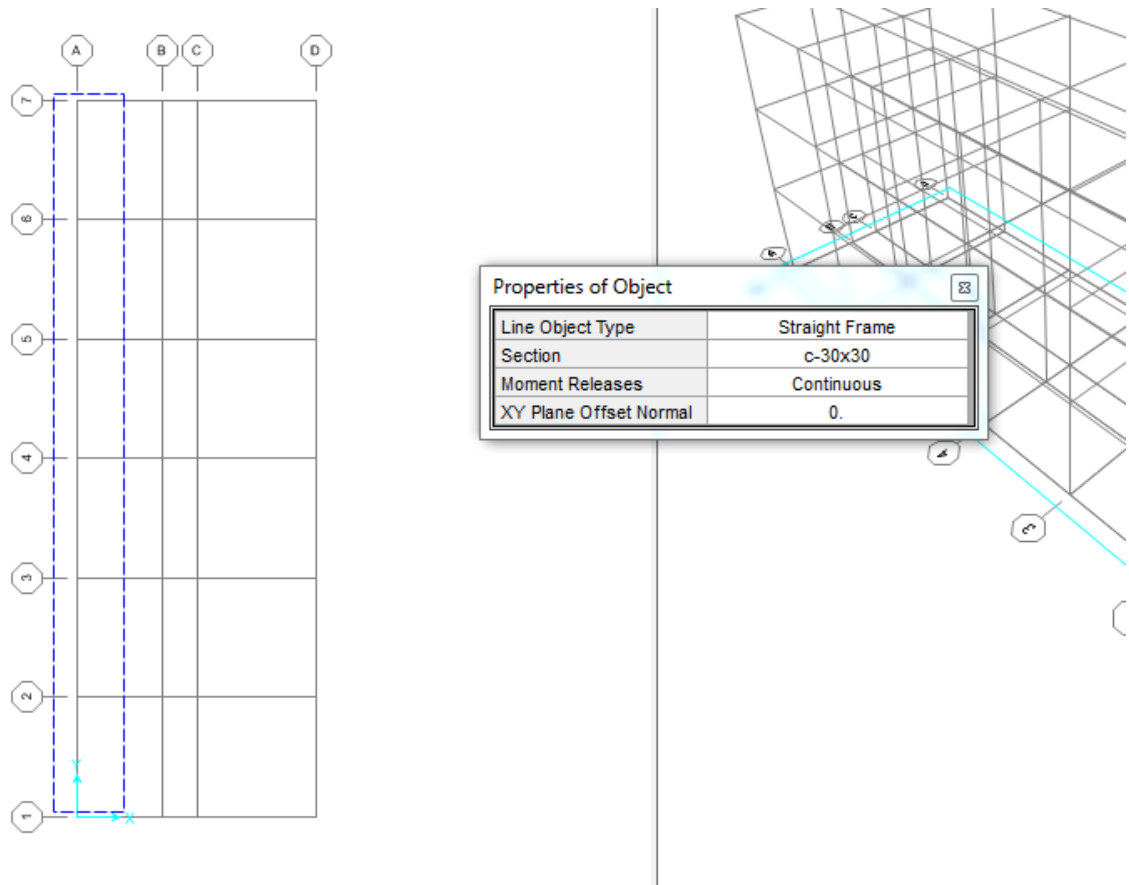 A B C D
7
6
5
4
3
2
1
Y
X
Properties of Object
Line Object Type Straight Frame
Section c-30x30
Moment Releases Continuous
XY Plane Offset Normal 0.